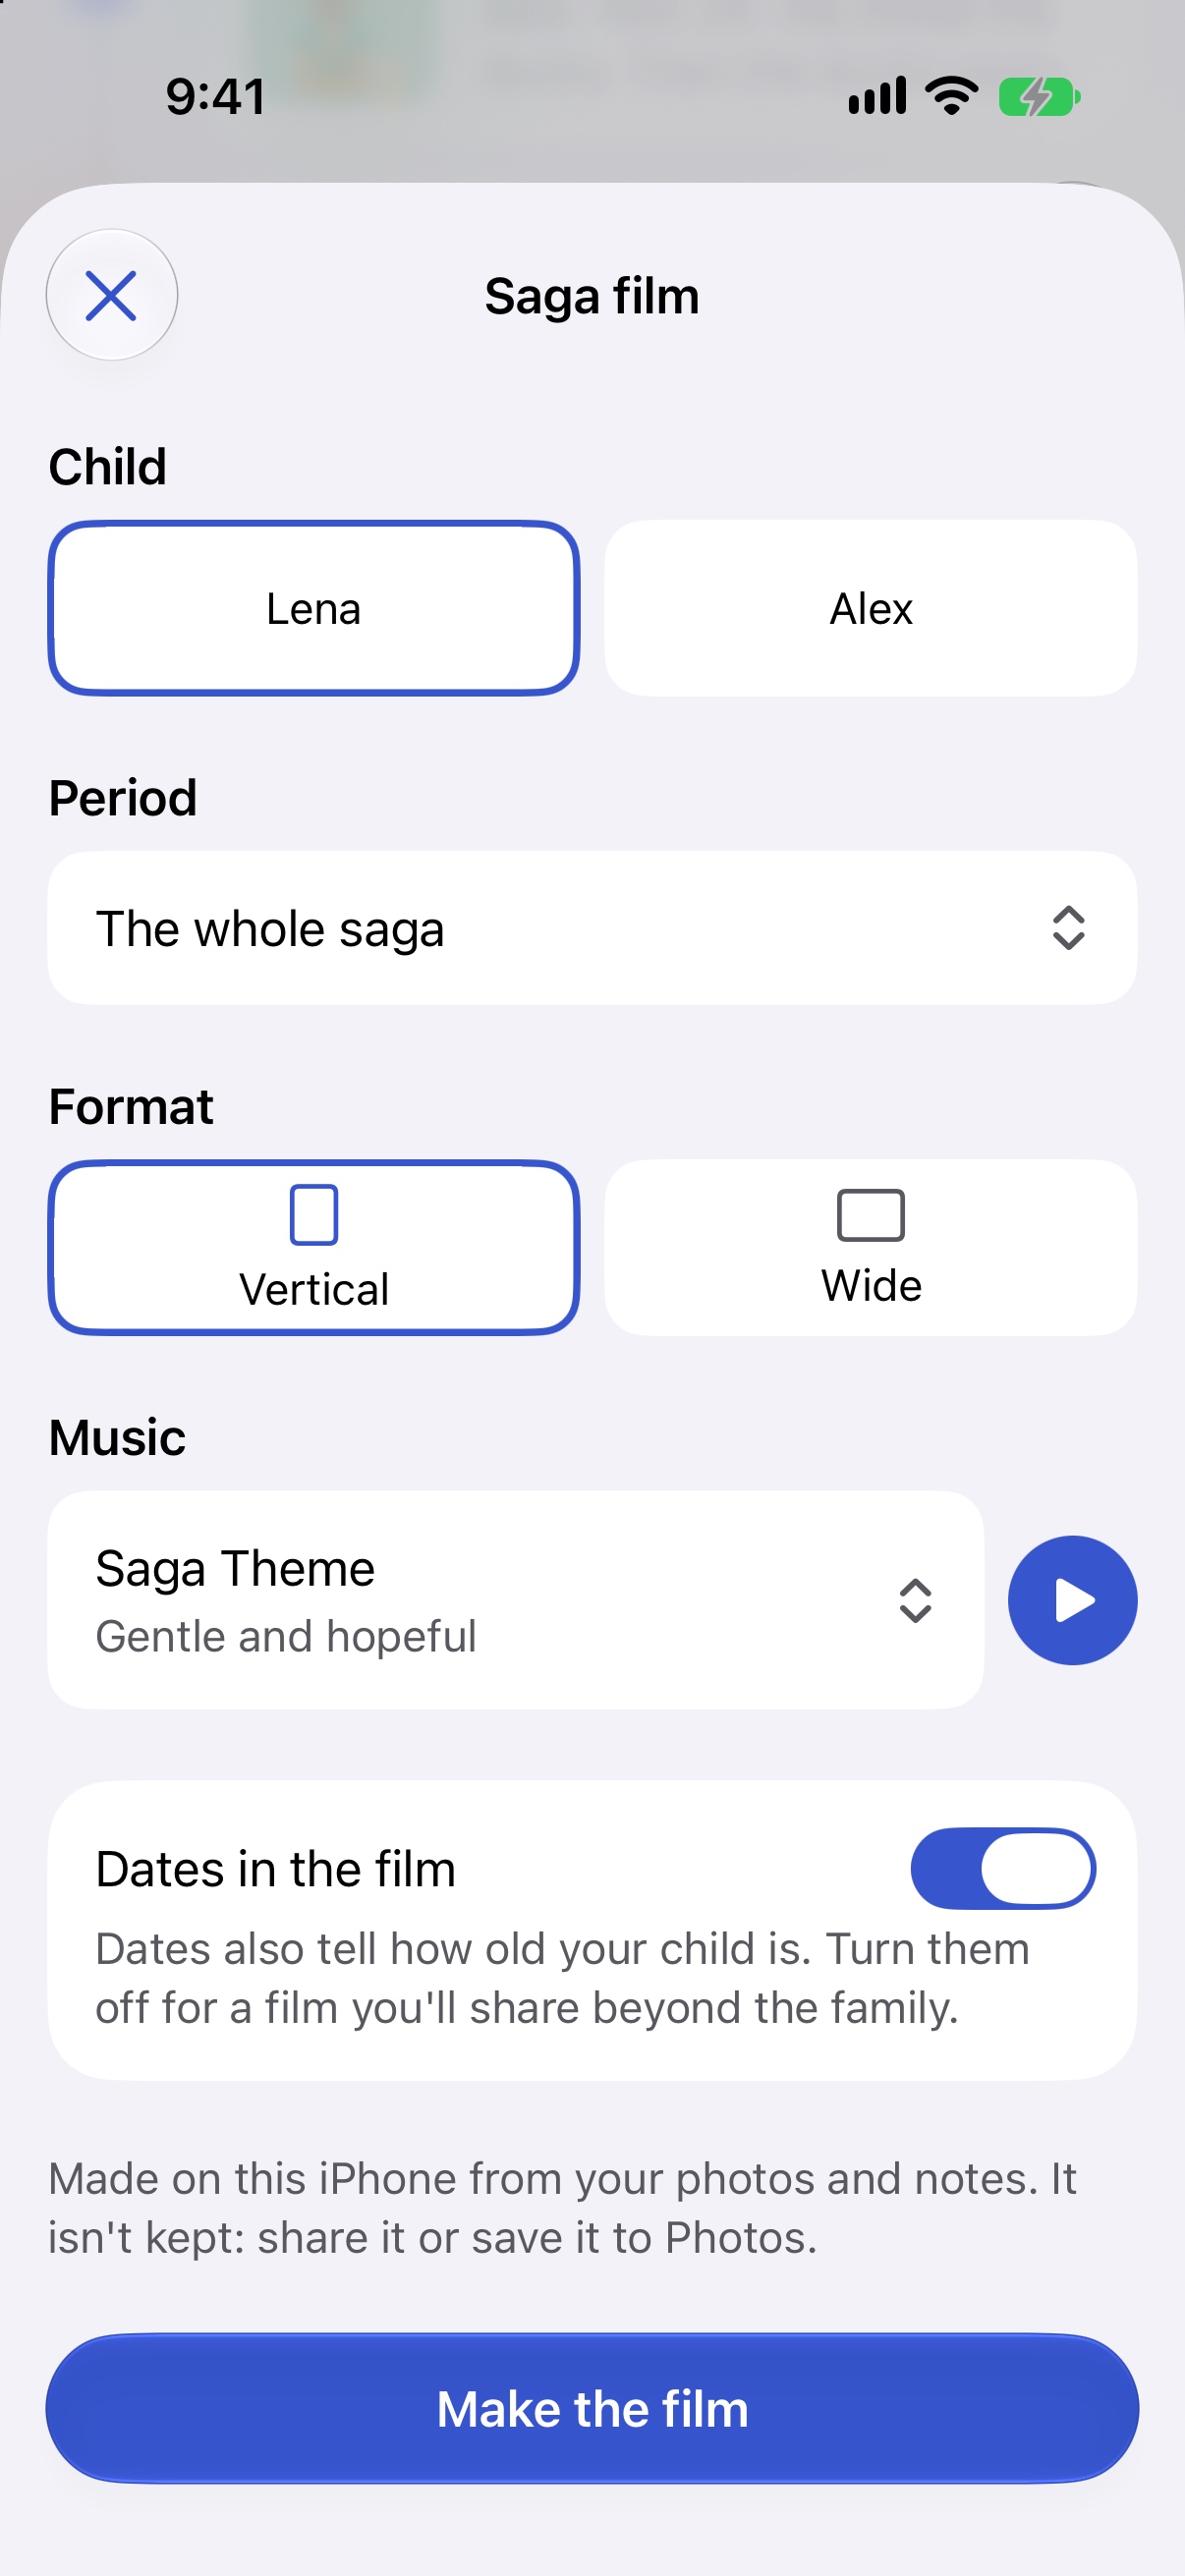 9:41
Saga film
Child
Lena
Alex
Period
The whole saga
Format
Vertical
Wide
Music
Saga Theme
Gentle and hopeful
Dates in the film
Dates also tell how old your child is. Turn them
off for a film you'll share beyond the family.
Made on this iPhone from your photos and notes. It
isn't kept: share it or save it to Photos.
Make the film